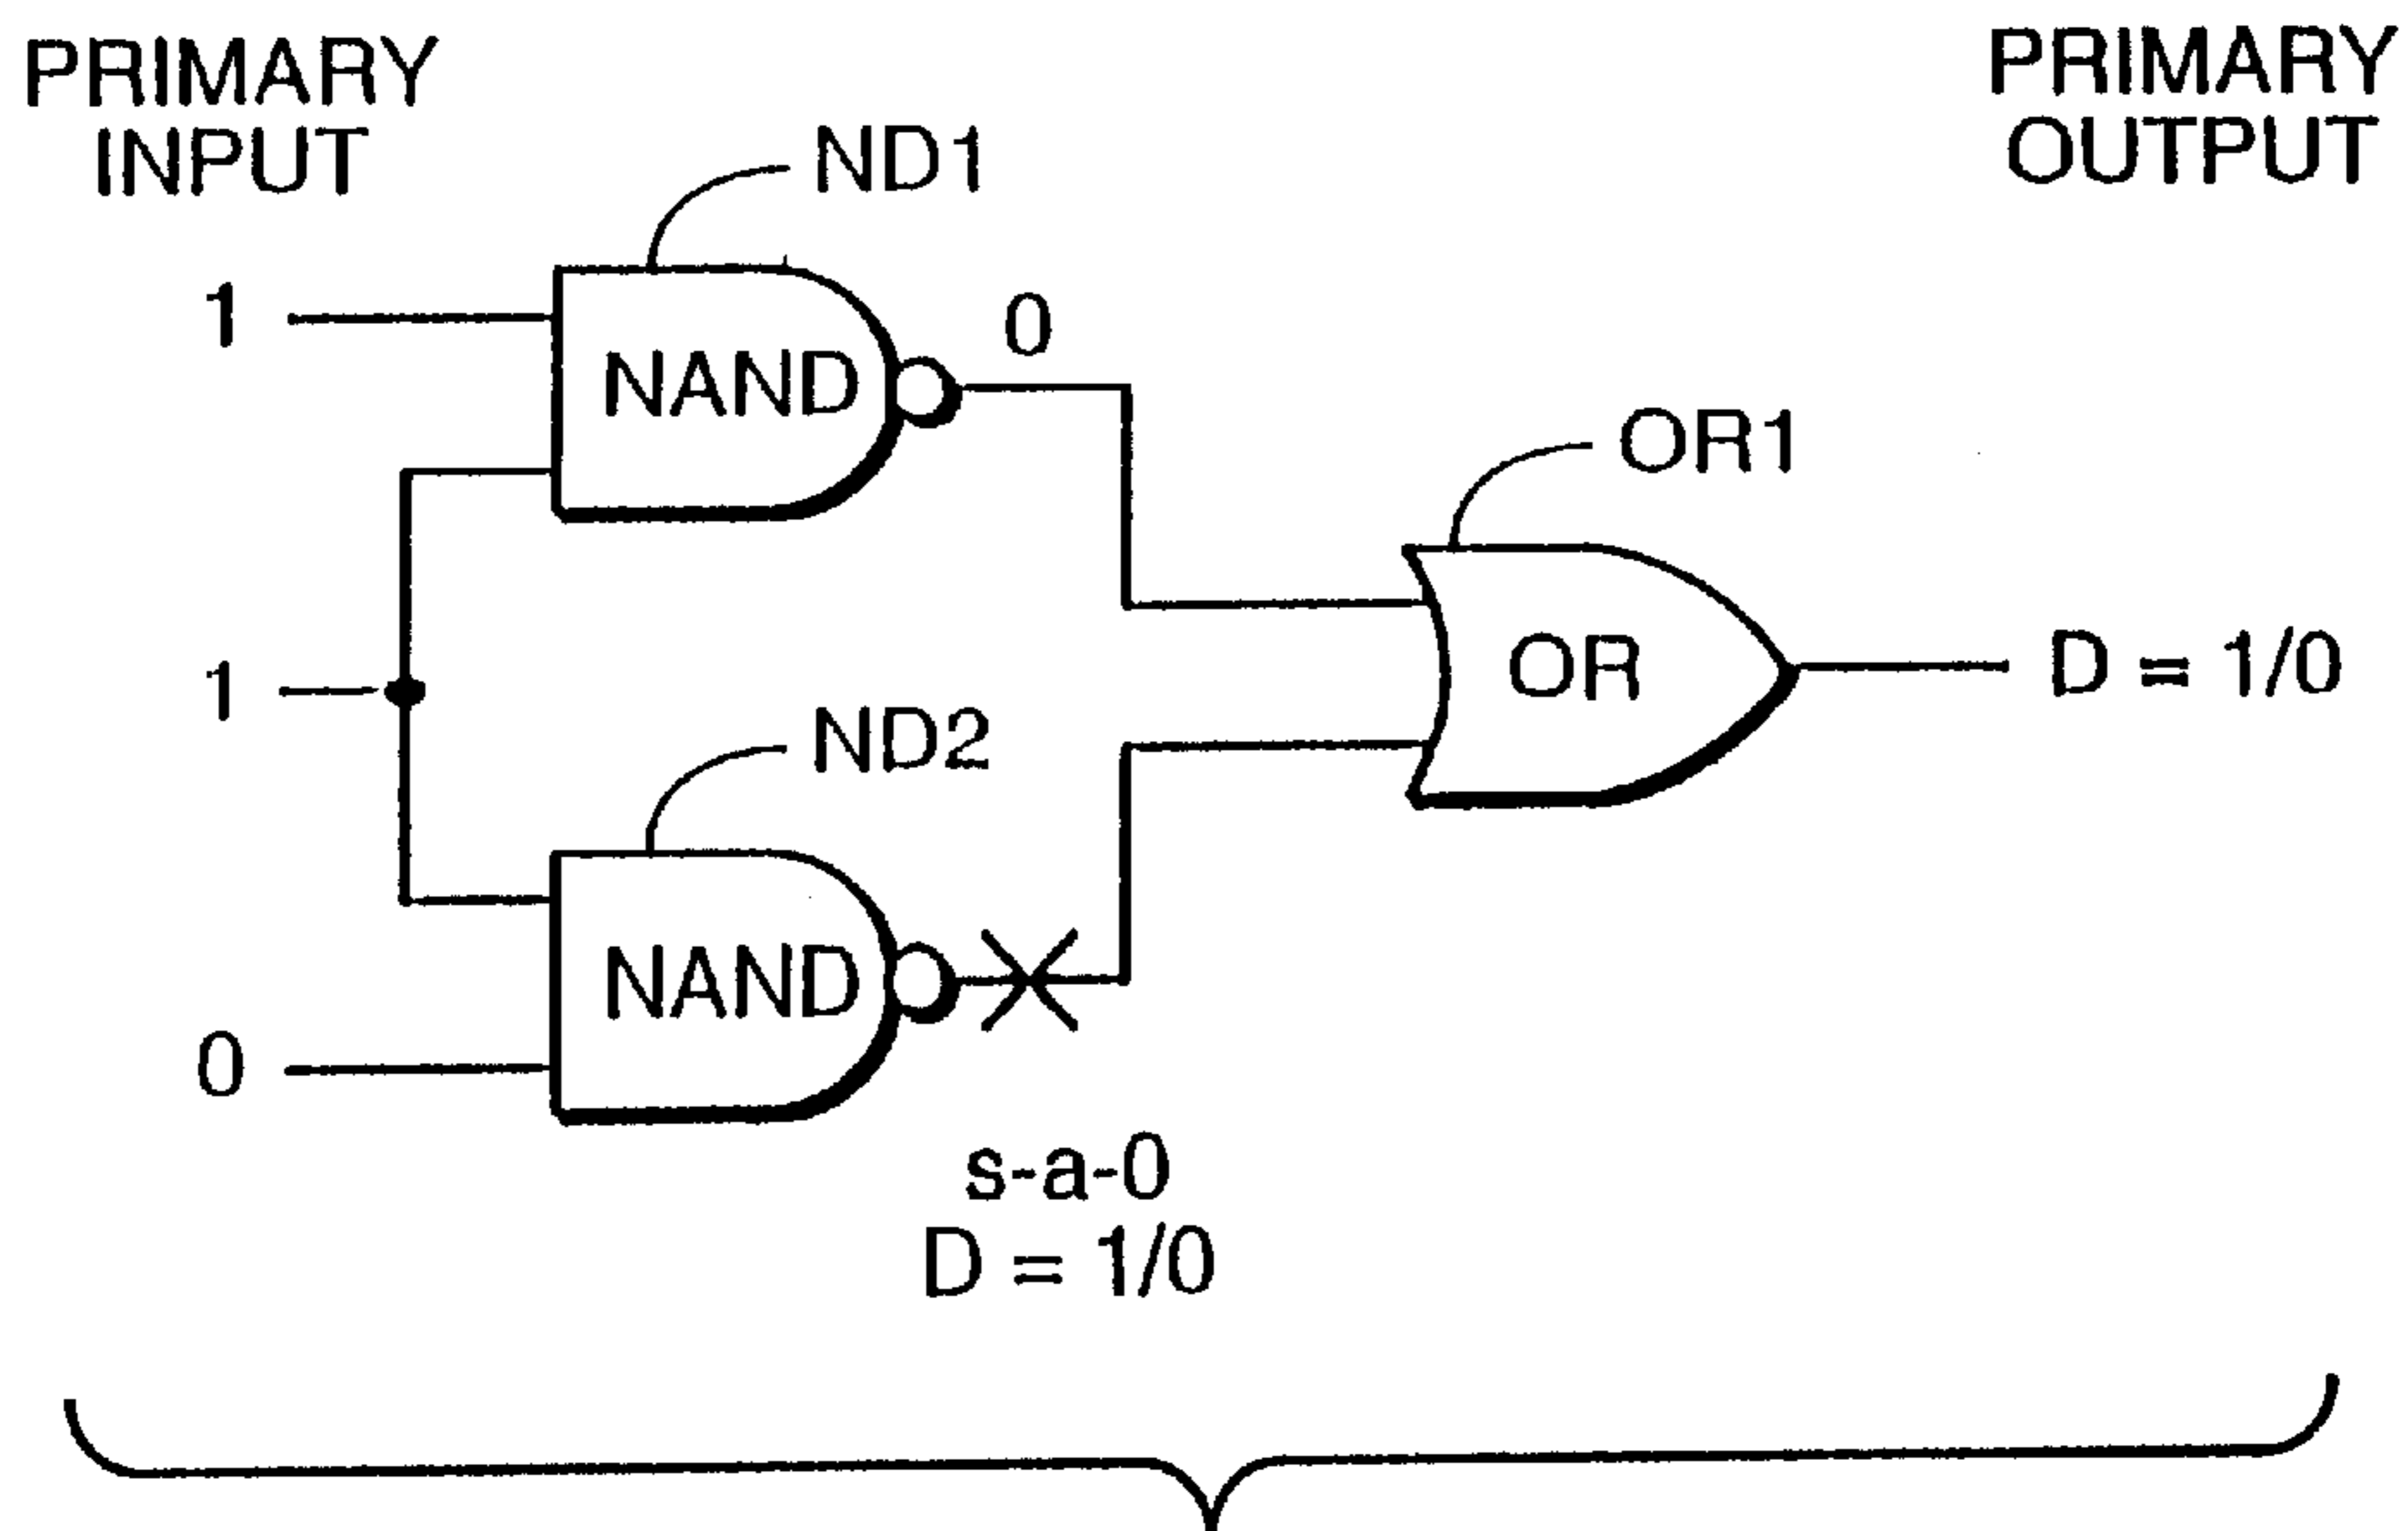 PRIMARY
INPUT
PRIMARY
OUTPUT
ND1
1
NAND
0
OR1
1
OR
D = 1/0
ND2
NAND
0
s-a-0
D = 1/0